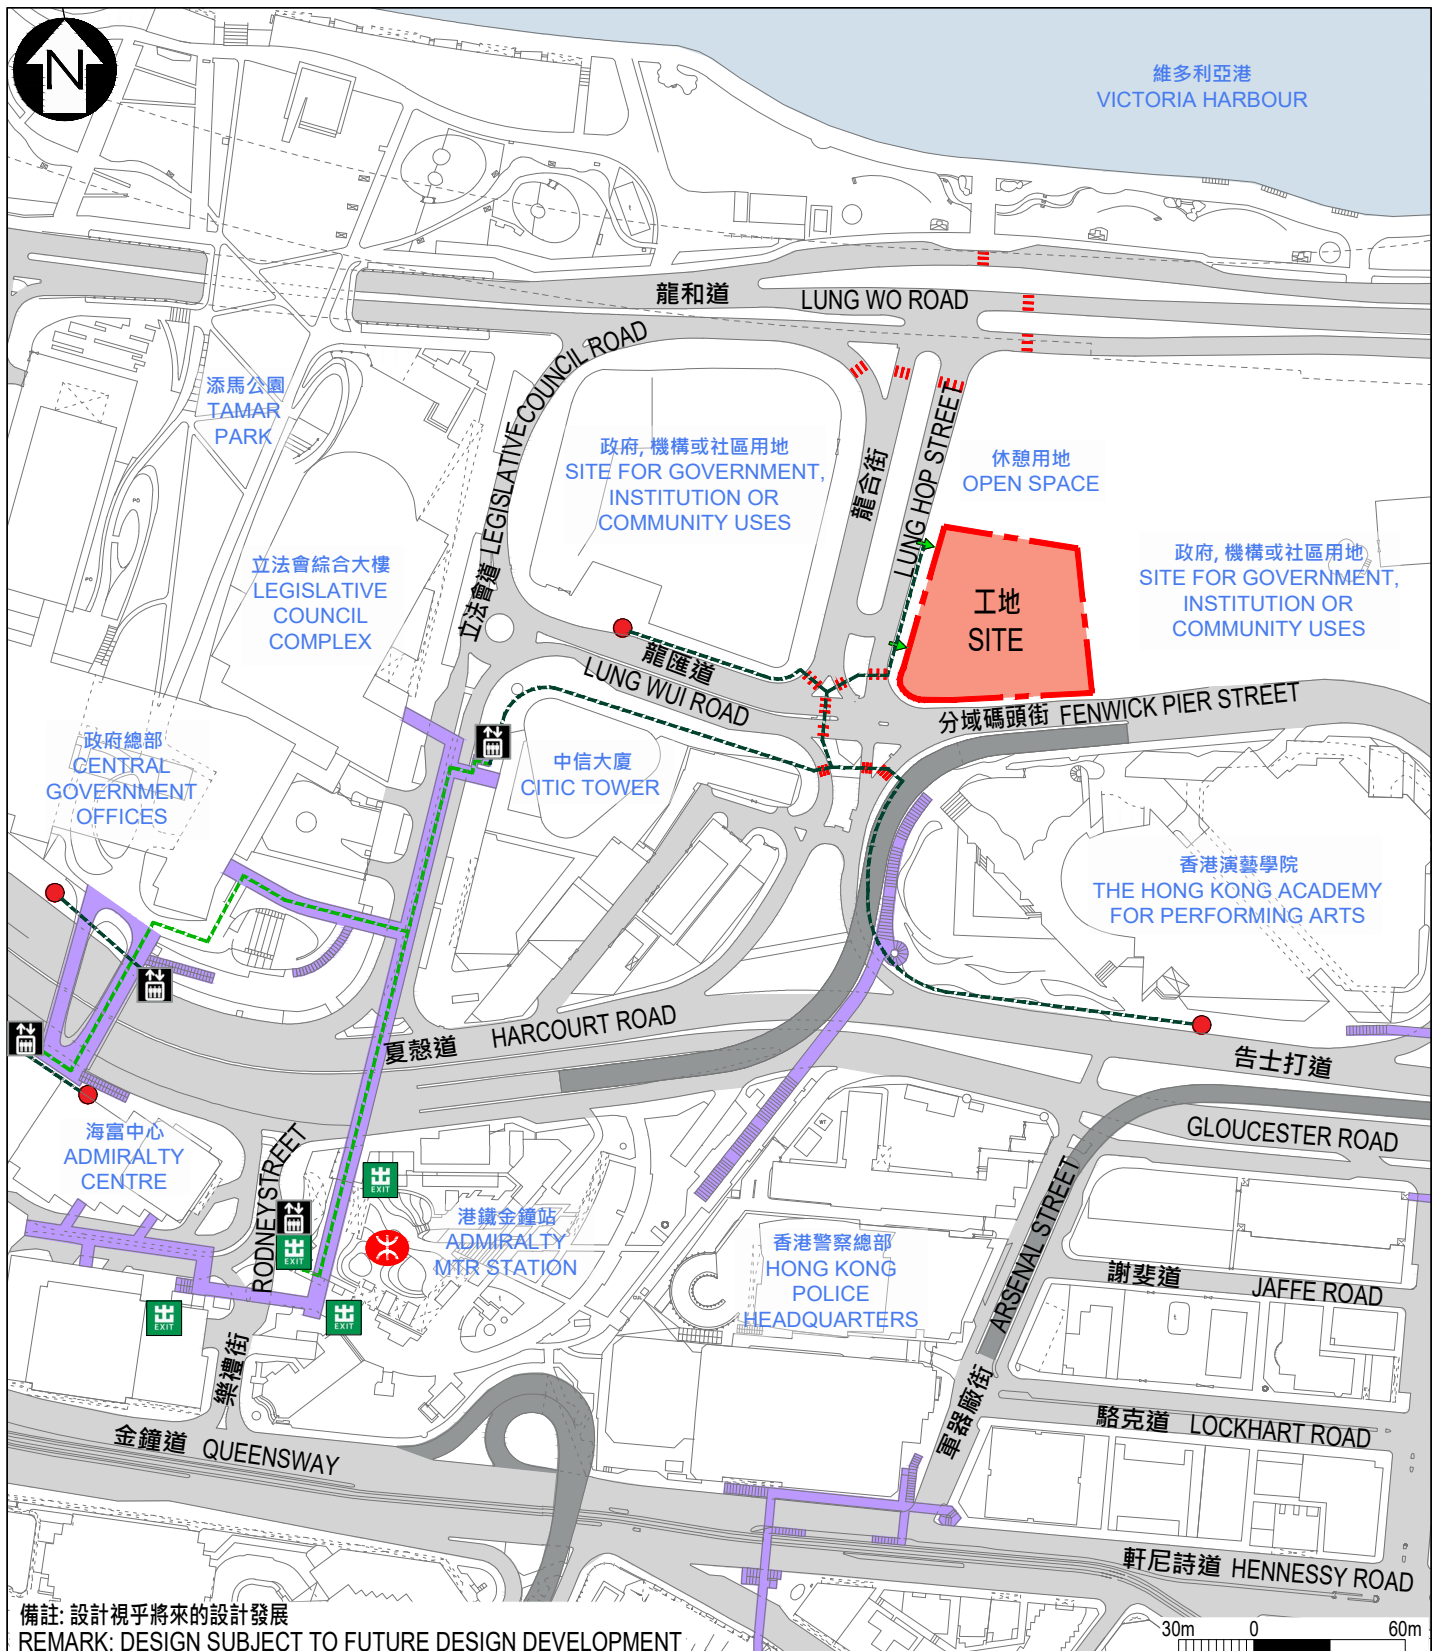 N
維多利亞港
VICTORIA HARBOUR
龍和道 LUNG WO ROAD
添馬公園
TAMAR
PARK
立法會道 LEGISLATIVE COUNCIL ROAD
政府, 機構或社區用地
SITE FOR GOVERNMENT,
INSTITUTION OR
COMMUNITY USES
龍合街
LUNG HOP STREET
休憩用地
OPEN SPACE
立法會綜合大樓
LEGISLATIVE
COUNCIL
COMPLEX
工地
SITE
政府, 機構或社區用地
SITE FOR GOVERNMENT,
INSTITUTION OR
COMMUNITY USES
龍匯道
LUNG WUI ROAD
分域碼頭街 FENWICK PIER STREET
政府總部
CENTRAL
GOVERNMENT
OFFICES
中信大廈
CITIC TOWER
香港演藝學院
THE HONG KONG ACADEMY
FOR PERFORMING ARTS
夏愨道 HARCOURT ROAD
告士打道
GLOUCESTER ROAD
海富中心
ADMIRALTY
CENTRE
RODNEY STREET
樂禮街
出
EXIT
出
EXIT
出
EXIT
出
EXIT
港鐵金鐘站
ADMIRALTY
MTR STATION
香港警察總部
HONG KONG
POLICE
HEADQUARTERS
ARSENAL STREET
軍器廠街
謝斐道 JAFFE ROAD
駱克道 LOCKHART ROAD
金鐘道 QUEENSWAY
軒尼詩道 HENNESSY ROAD
備註: 設計視乎將來的設計發展
REMARK: DESIGN SUBJECT TO FUTURE DESIGN DEVELOPMENT
30m 0 60m